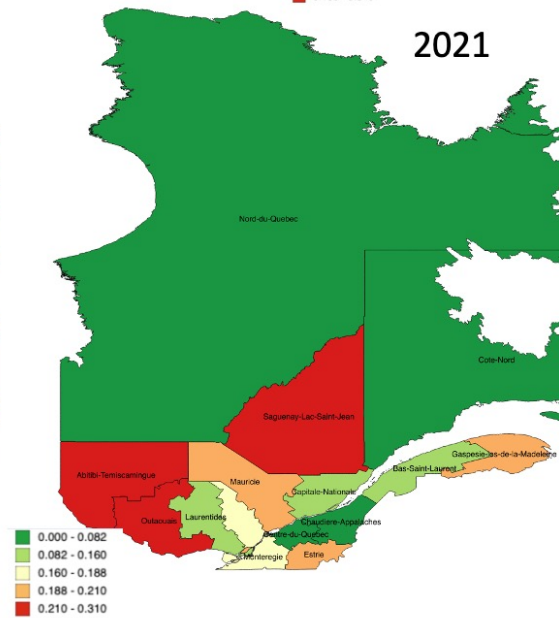 2021
Nord-du-Quebec
Cote-Nord
Saguenay-Lac-Saint-Jean
Gaspesie-Iles-de-la-Madeleine
Bas-Saint-Laurent
Abitibi-Temiscamingue
Mauricie
Capitale-Nationale
Outaouais
Laurentides
Chaudiere-Appalaches
Centre-du-Quebec
Monteregie
Estrie
0.000 - 0.082
0.082 - 0.160
0.160 - 0.188
0.188 - 0.210
0.210 - 0.310